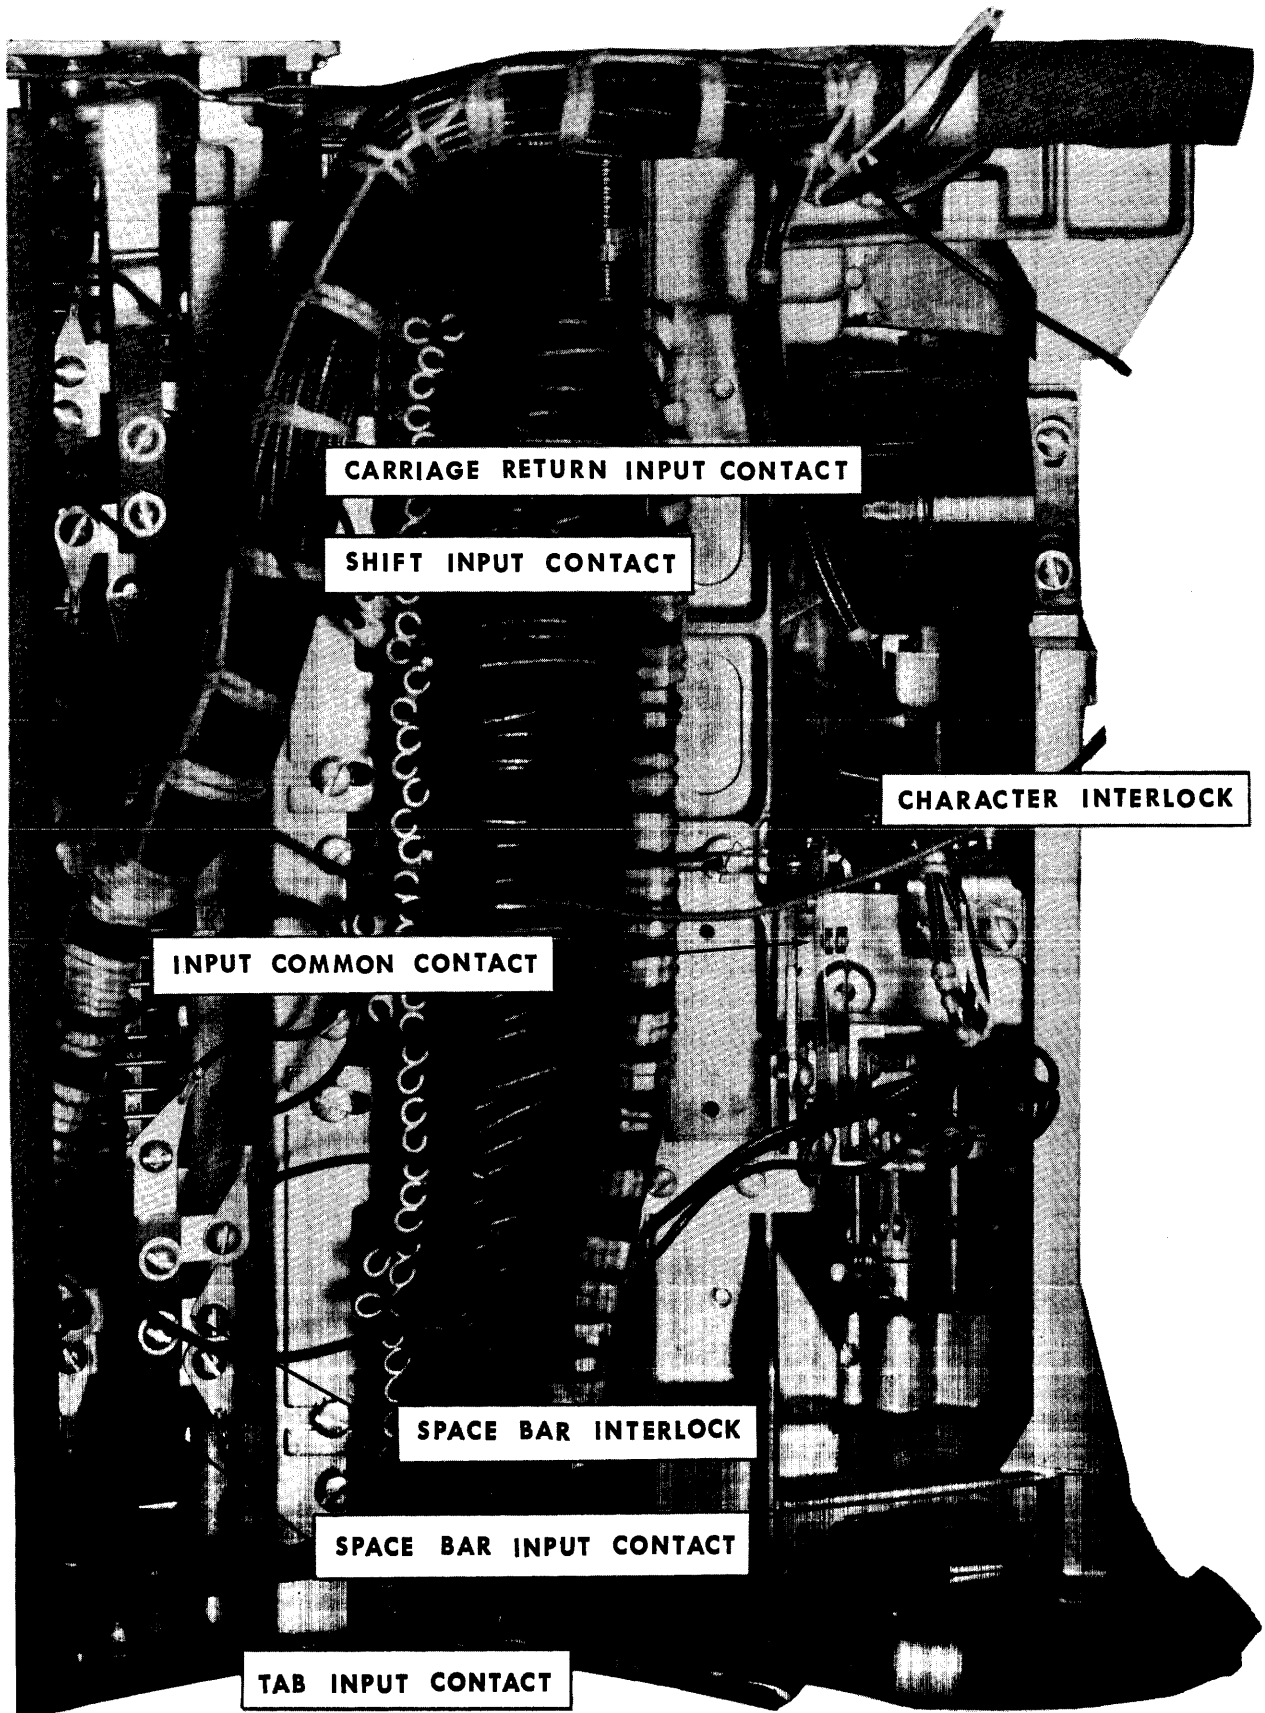 CARRIAGE RETURN INPUT CONTACT
SHIFT INPUT CONTACT
CHARACTER INTERLOCK
INPUT COMMON CONTACT
SPACE BAR INTERLOCK
SPACE BAR INPUT CONTACT
TAB INPUT CONTACT